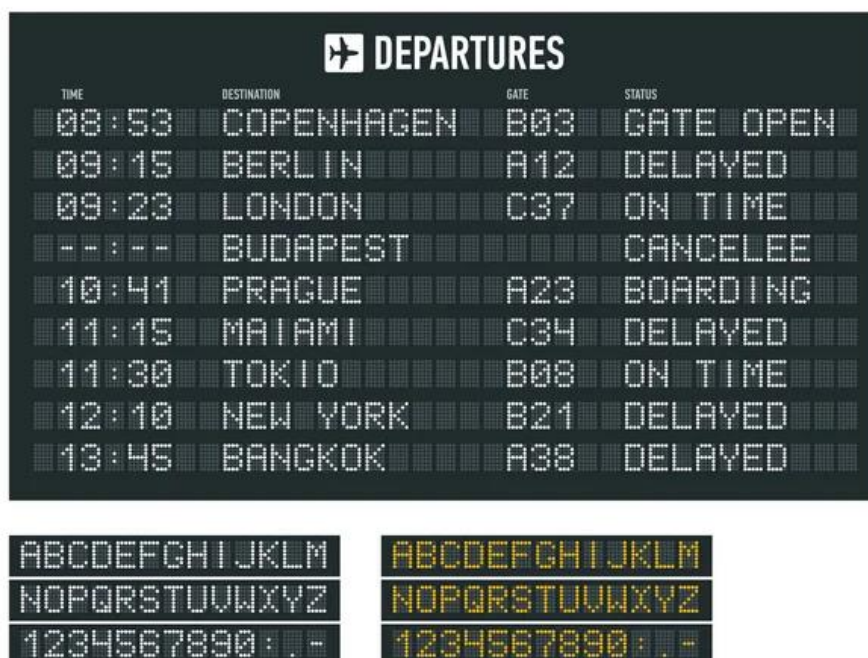 DEPARTURES
TIME DESTINATION GATE STATUS
08:53 COPENHAGEN B03 GATE OPEN
09:15 BERLIN A12 DELAYED
09:23 LONDON C37 ON TIME
--:-- BUDAPEST CANCELEE
10:41 PRAGUE A23 BOARDING
11:15 MAIAMI C34 DELAYED
11:30 TOKIO B08 ON TIME
12:10 NEW YORK B21 DELAYED
13:45 BANGKOK A38 DELAYED
ABCDEFGHIJKLM ABCDEFGHIJKLM
NOPQRSTUVWXYZ NOPQRSTUVWXYZ
1234567890:.- 1234567890:.-